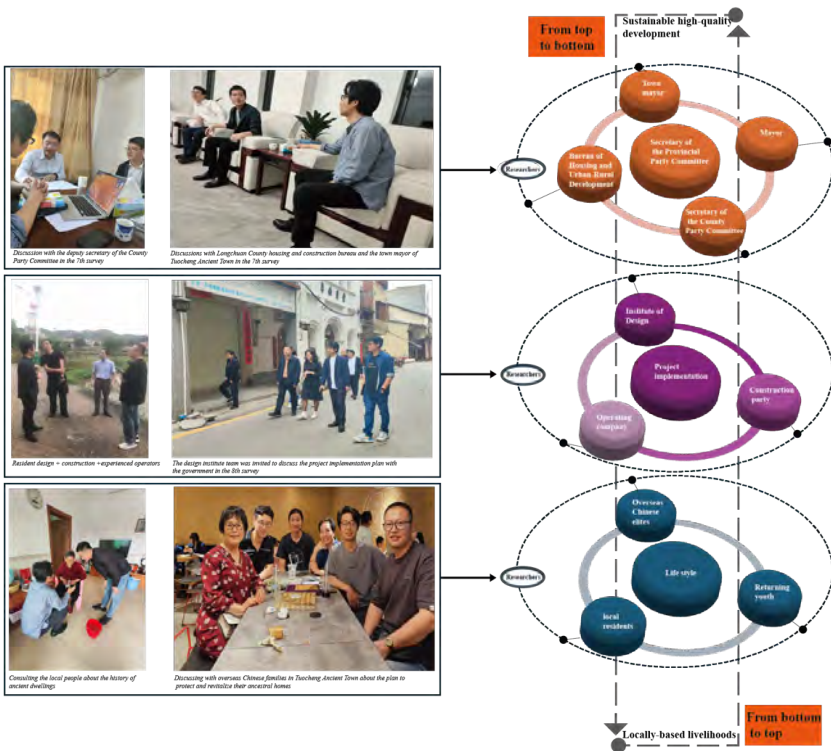 From top
to bottom
Sustainable high-quality
development
Discussion with the deputy secretary of the County
Party Committee in the 7th survey
Discussions with Longchuan County housing and construction bureau and the town mayor of
Tuocheng Ancient Town in the 7th survey
Researchers
Town
mayor
Mayor
Secretary of
the Provincial
Party Committee
Bureau of
Housing and
Urban-Rural
Development
Secretary of
the County
Party Committee
Resident design + construction +experienced operators
The design institute team was invited to discuss the project implementation plan with
the government in the 8th survey
Researchers
Institute of
Design
Project
implementation
Construction
party
Operating
company
Consulting the local people about the history of
ancient dwellings
Discussing with overseas Chinese families in Tuocheng Ancient Town about the plan to
protect and revitalize their ancestral homes
Researchers
Overseas
Chinese
elites
Life style
Returning
youth
local
residents
Locally-based livelihoods
From bottom
to top